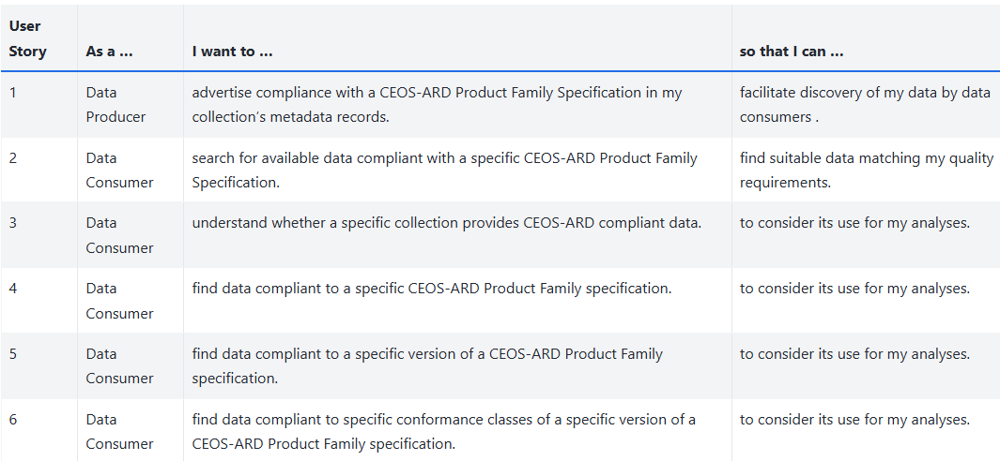 User Story As a … I want to … so that I can …
1 Data Producer advertise compliance with a CEOS-ARD Product Family Specification in my collection’s metadata records. facilitate discovery of my data by data consumers .
2 Data Consumer search for available data compliant with a specific CEOS-ARD Product Family Specification. find suitable data matching my quality requirements.
3 Data Consumer understand whether a specific collection provides CEOS-ARD compliant data. to consider its use for my analyses.
4 Data Consumer find data compliant to a specific CEOS-ARD Product Family specification. to consider its use for my analyses.
5 Data Consumer find data compliant to a specific version of a CEOS-ARD Product Family specification. to consider its use for my analyses.
6 Data Consumer find data compliant to specific conformance classes of a specific version of a CEOS-ARD Product Family specification. to consider its use for my analyses.